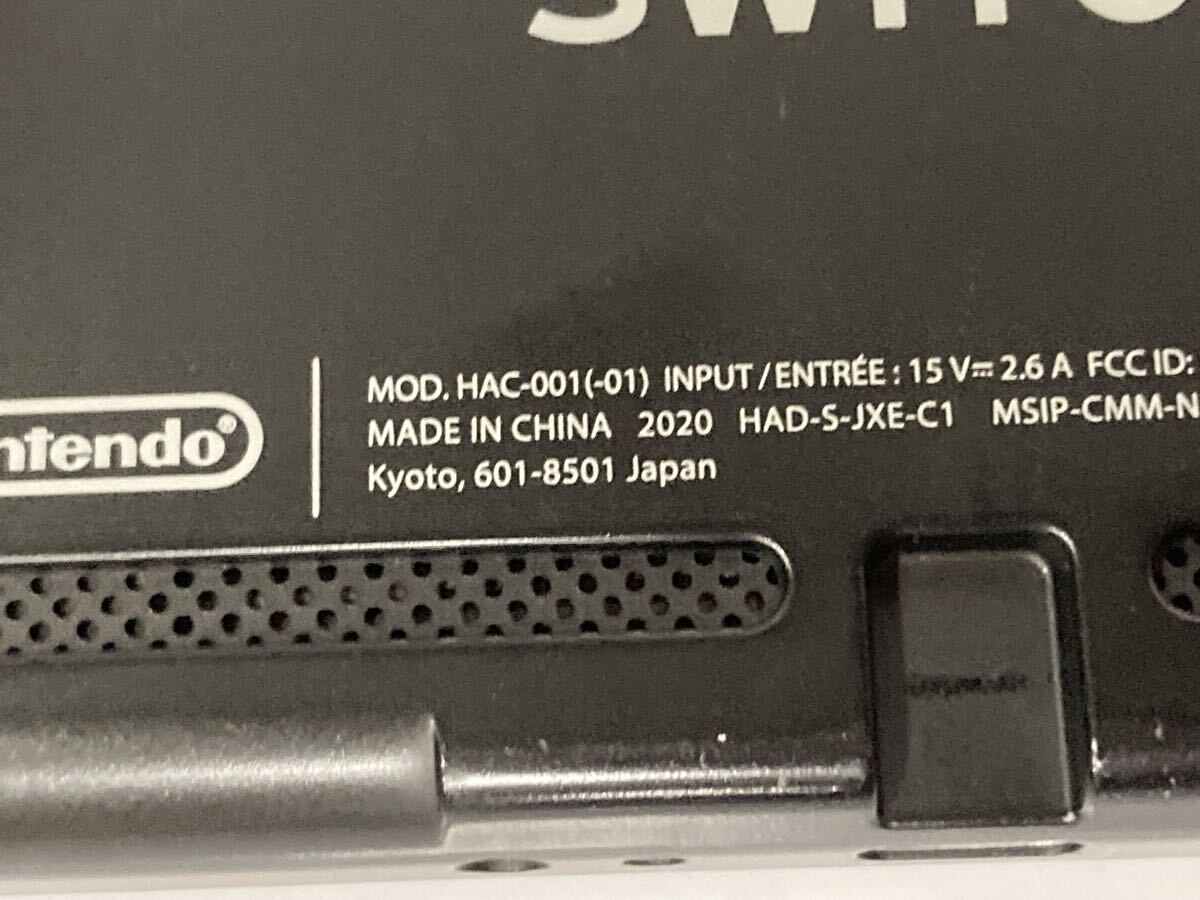 SWITC
ntendo®
MOD. HAC-001(-01) INPUT/ENTRÉE : 15 V⎓ 2.6 A FCC ID:
MADE IN CHINA 2020 HAD-S-JXE-C1 MSIP-CMM-N
Kyoto, 601-8501 Japan